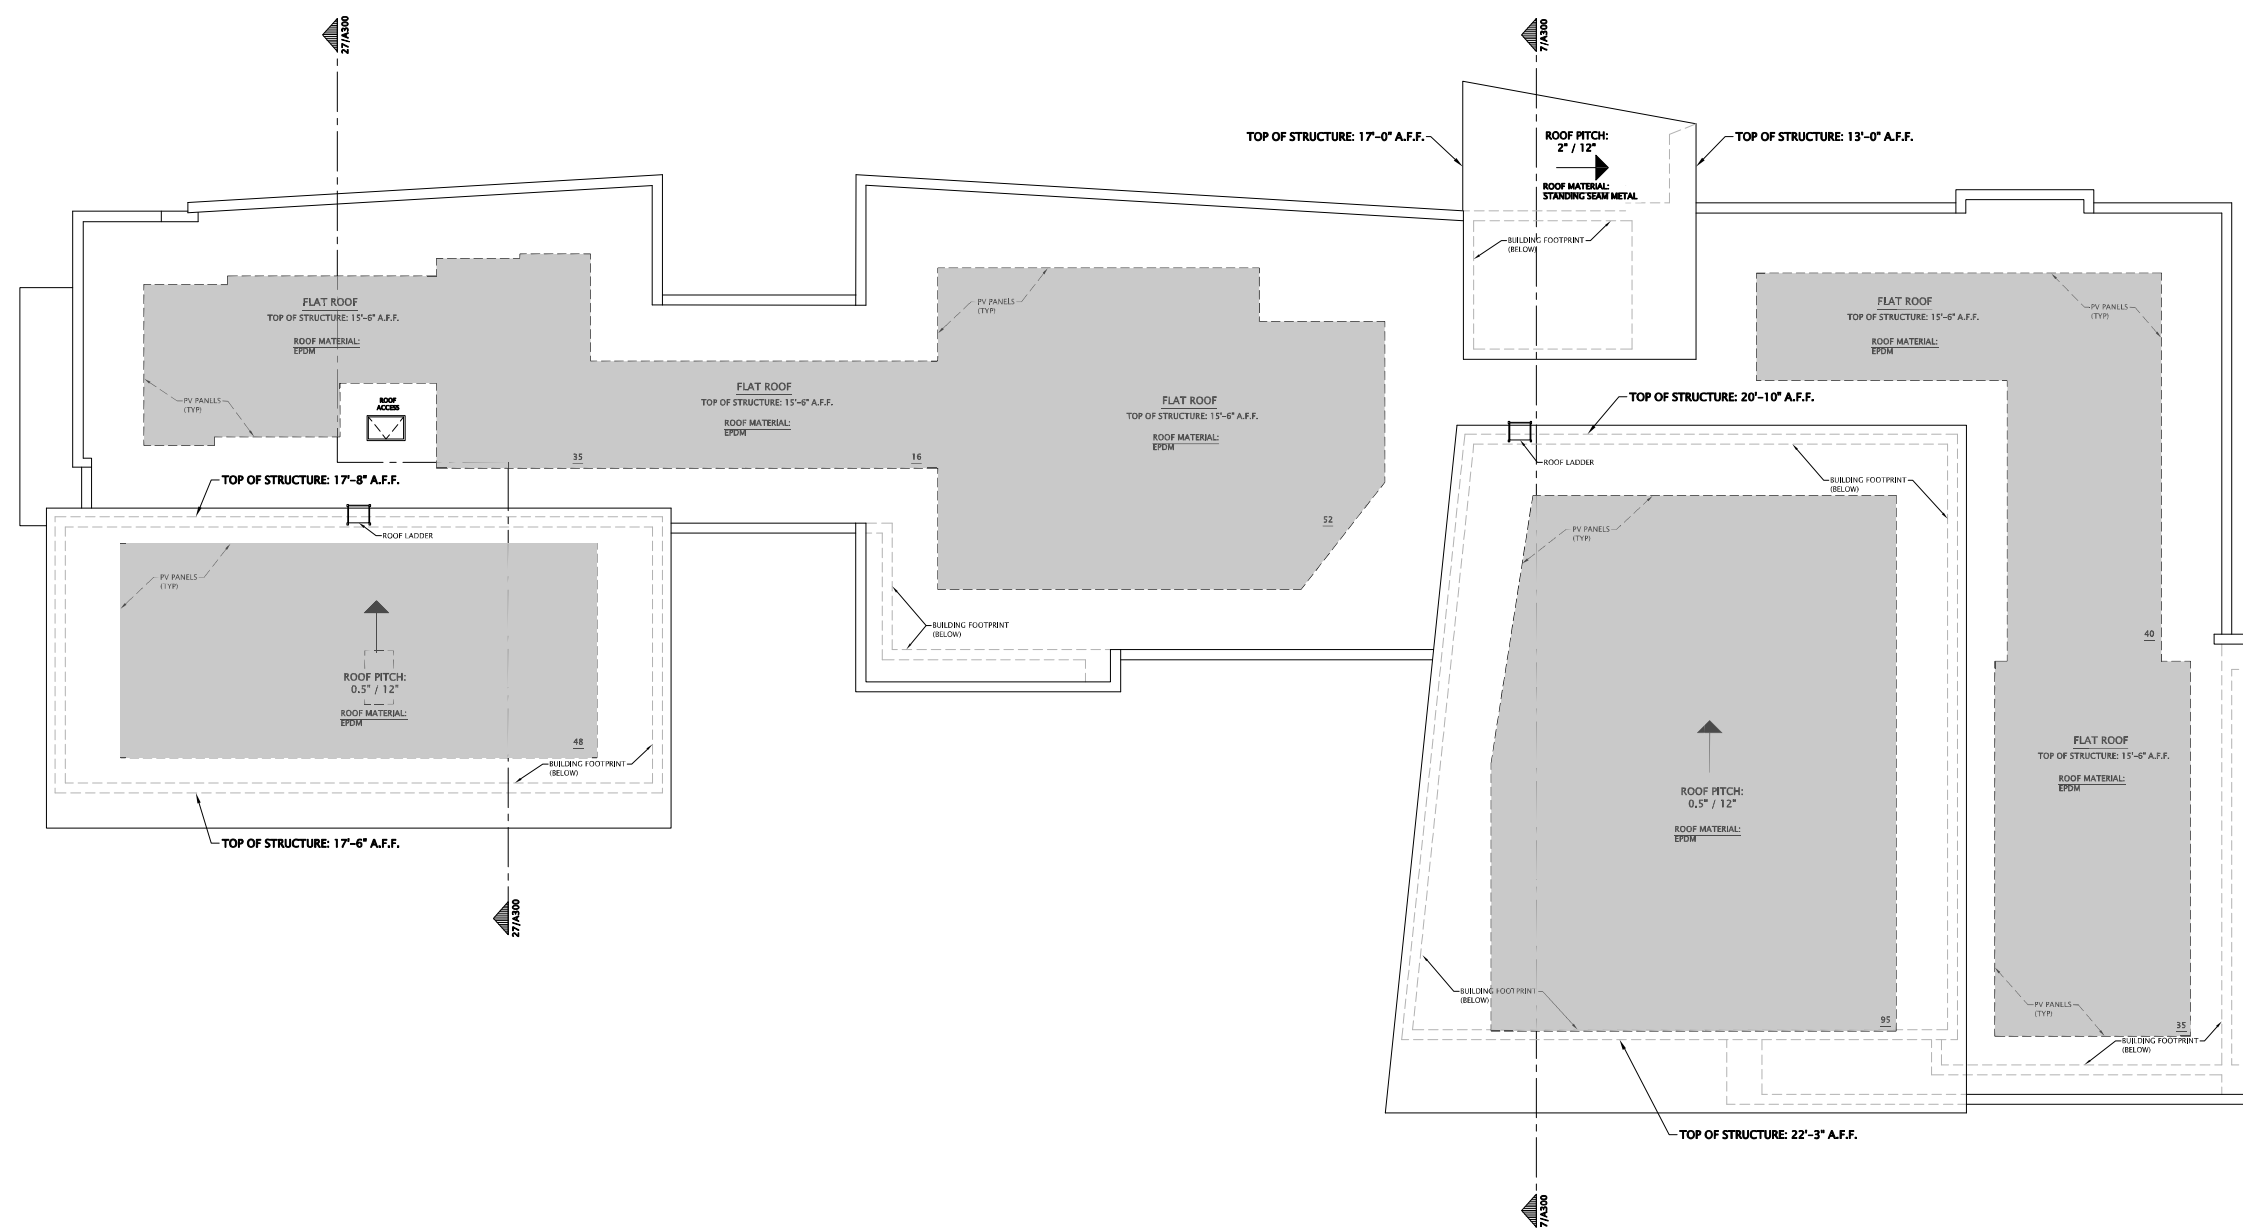 27/A300
7/A300
TOP OF STRUCTURE: 17'-0" A.F.F.
ROOF PITCH:
2" / 12"
TOP OF STRUCTURE: 13'-0" A.F.F.
ROOF MATERIAL:
STANDING SEAM METAL
BUILDING FOOTPRINT
(BELOW)
FLAT ROOF
TOP OF STRUCTURE: 15'-6" A.F.F.
ROOF MATERIAL:
EPDM
PV PANELS
(TYP)
ROOF
ACCESS
FLAT ROOF
TOP OF STRUCTURE: 15'-6" A.F.F.
ROOF MATERIAL:
EPDM
35
16
PV PANELS
(TYP)
FLAT ROOF
TOP OF STRUCTURE: 15'-6" A.F.F.
ROOF MATERIAL:
EPDM
52
FLAT ROOF
TOP OF STRUCTURE: 15'-6" A.F.F.
ROOF MATERIAL:
EPDM
PV PANELS
(TYP)
TOP OF STRUCTURE: 20'-10" A.F.F.
ROOF LADDER
BUILDING FOOTPRINT
(BELOW)
TOP OF STRUCTURE: 17'-8" A.F.F.
ROOF LADDER
PV PANELS
(TYP)
ROOF PITCH:
0.5" / 12"
ROOF MATERIAL:
EPDM
48
BUILDING FOOTPRINT
(BELOW)
TOP OF STRUCTURE: 17'-6" A.F.F.
27/A300
BUILDING FOOTPRINT
(BELOW)
PV PANELS
(TYP)
ROOF PITCH:
0.5" / 12"
ROOF MATERIAL:
EPDM
BUILDING FOOTPRINT
(BELOW)
95
40
FLAT ROOF
TOP OF STRUCTURE: 15'-6" A.F.F.
ROOF MATERIAL:
EPDM
PV PANELS
(TYP)
35
BUILDING FOOTPRINT
(BELOW)
TOP OF STRUCTURE: 22'-3" A.F.F.
7/A300